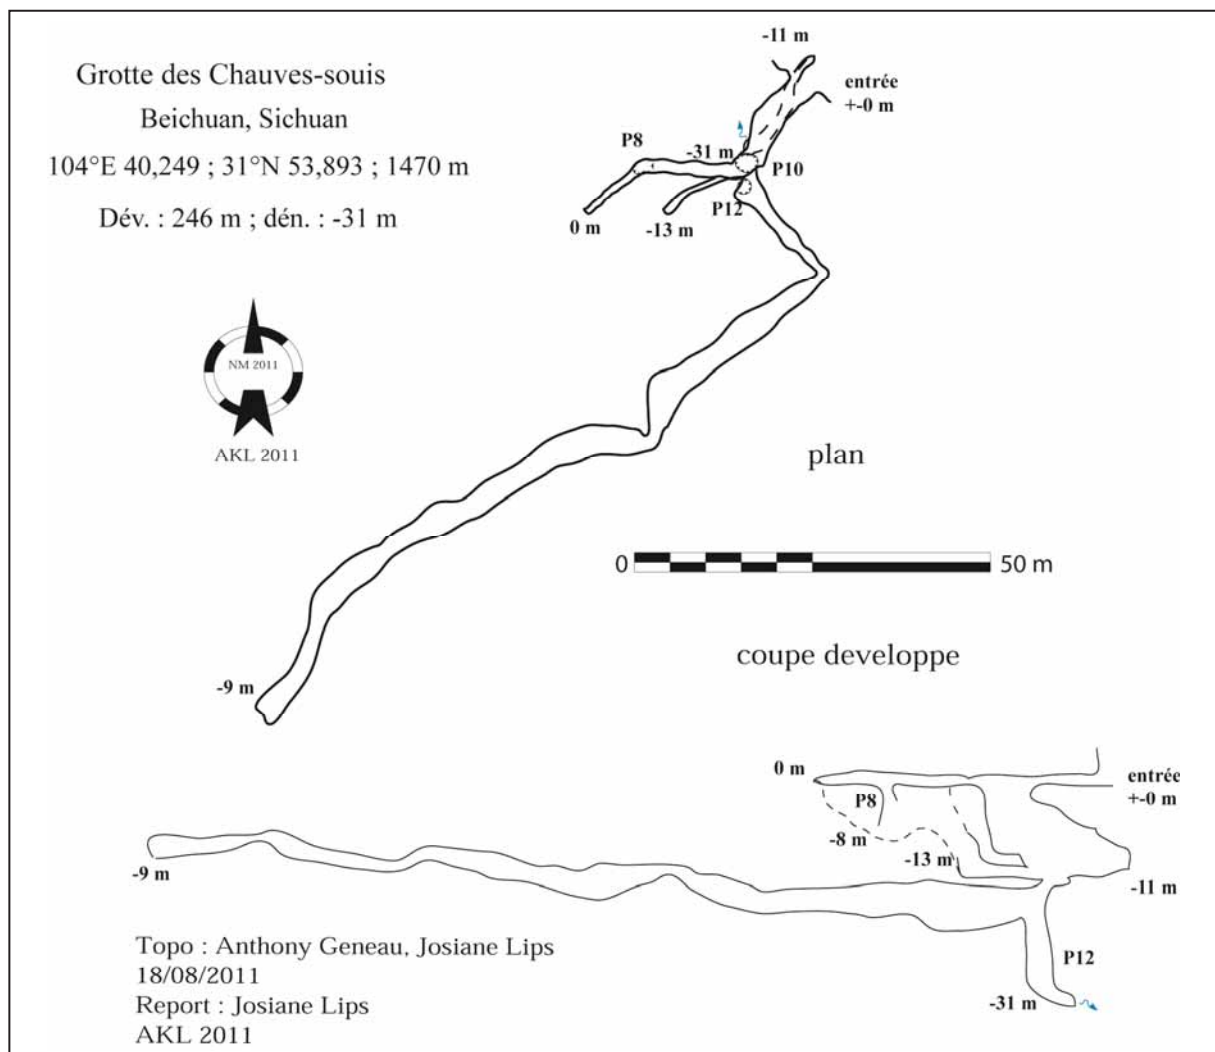 Grotte des Chauves-souis
Beichuan, Sichuan
104°E 40,249 ; 31°N 53,893 ; 1470 m
Dév. : 246 m ; dén. : -31 m
NM 2011
AKL 2011
-11 m
entrée
+-0 m
P8
-31 m
P10
P12
0 m
-13 m
-9 m
plan
0
50 m
coupe developpe
0 m
entrée
+-0 m
P8
-8 m
-13 m
-11 m
-9 m
P12
-31 m
Topo : Anthony Geneau, Josiane Lips
18/08/2011
Report : Josiane Lips
AKL 2011